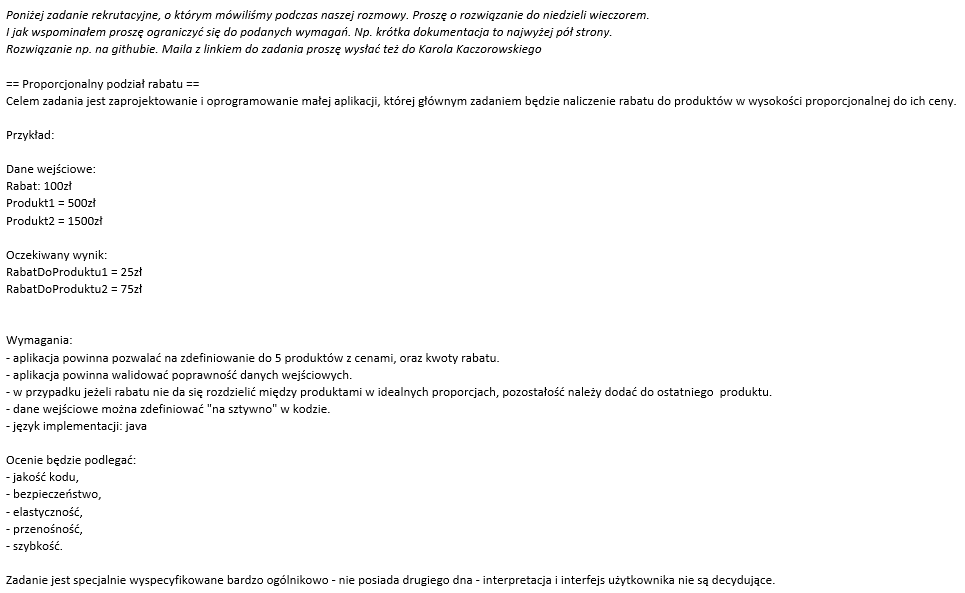 Poniżej zadanie rekrutacyjne, o którym mówiliśmy podczas naszej rozmowy. Proszę o rozwiązanie do niedzieli wieczorem.
I jak wspominałem proszę ograniczyć się do podanych wymagań. Np. krótka dokumentacja to najwyżej pół strony.
Rozwiązanie np. na githubie. Maila z linkiem do zadania proszę wysłać też do Karola Kaczorowskiego
== Proporcjonalny podział rabatu ==
Celem zadania jest zaprojektowanie i oprogramowanie małej aplikacji, której głównym zadaniem będzie naliczenie rabatu do produktów w wysokości proporcjonalnej do ich ceny.
Przykład:
Dane wejściowe:
Rabat: 100zł
Produkt1 = 500zł
Produkt2 = 1500zł
Oczekiwany wynik:
RabatDoProduktu1 = 25zł
RabatDoProduktu2 = 75zł
Wymagania:
- aplikacja powinna pozwalać na zdefiniowanie do 5 produktów z cenami, oraz kwoty rabatu.
- aplikacja powinna walidować poprawność danych wejściowych.
- w przypadku jeżeli rabatu nie da się rozdzielić między produktami w idealnych proporcjach, pozostałość należy dodać do ostatniego  produktu.
- dane wejściowe można zdefiniować "na sztywno" w kodzie.
- język implementacji: java
Ocenie będzie podlegać:
- jakość kodu,
- bezpieczeństwo,
- elastyczność,
- przenośność,
- szybkość.
Zadanie jest specjalnie wyspecyfikowane bardzo ogólnikowo - nie posiada drugiego dna - interpretacja i interfejs użytkownika nie są decydujące.